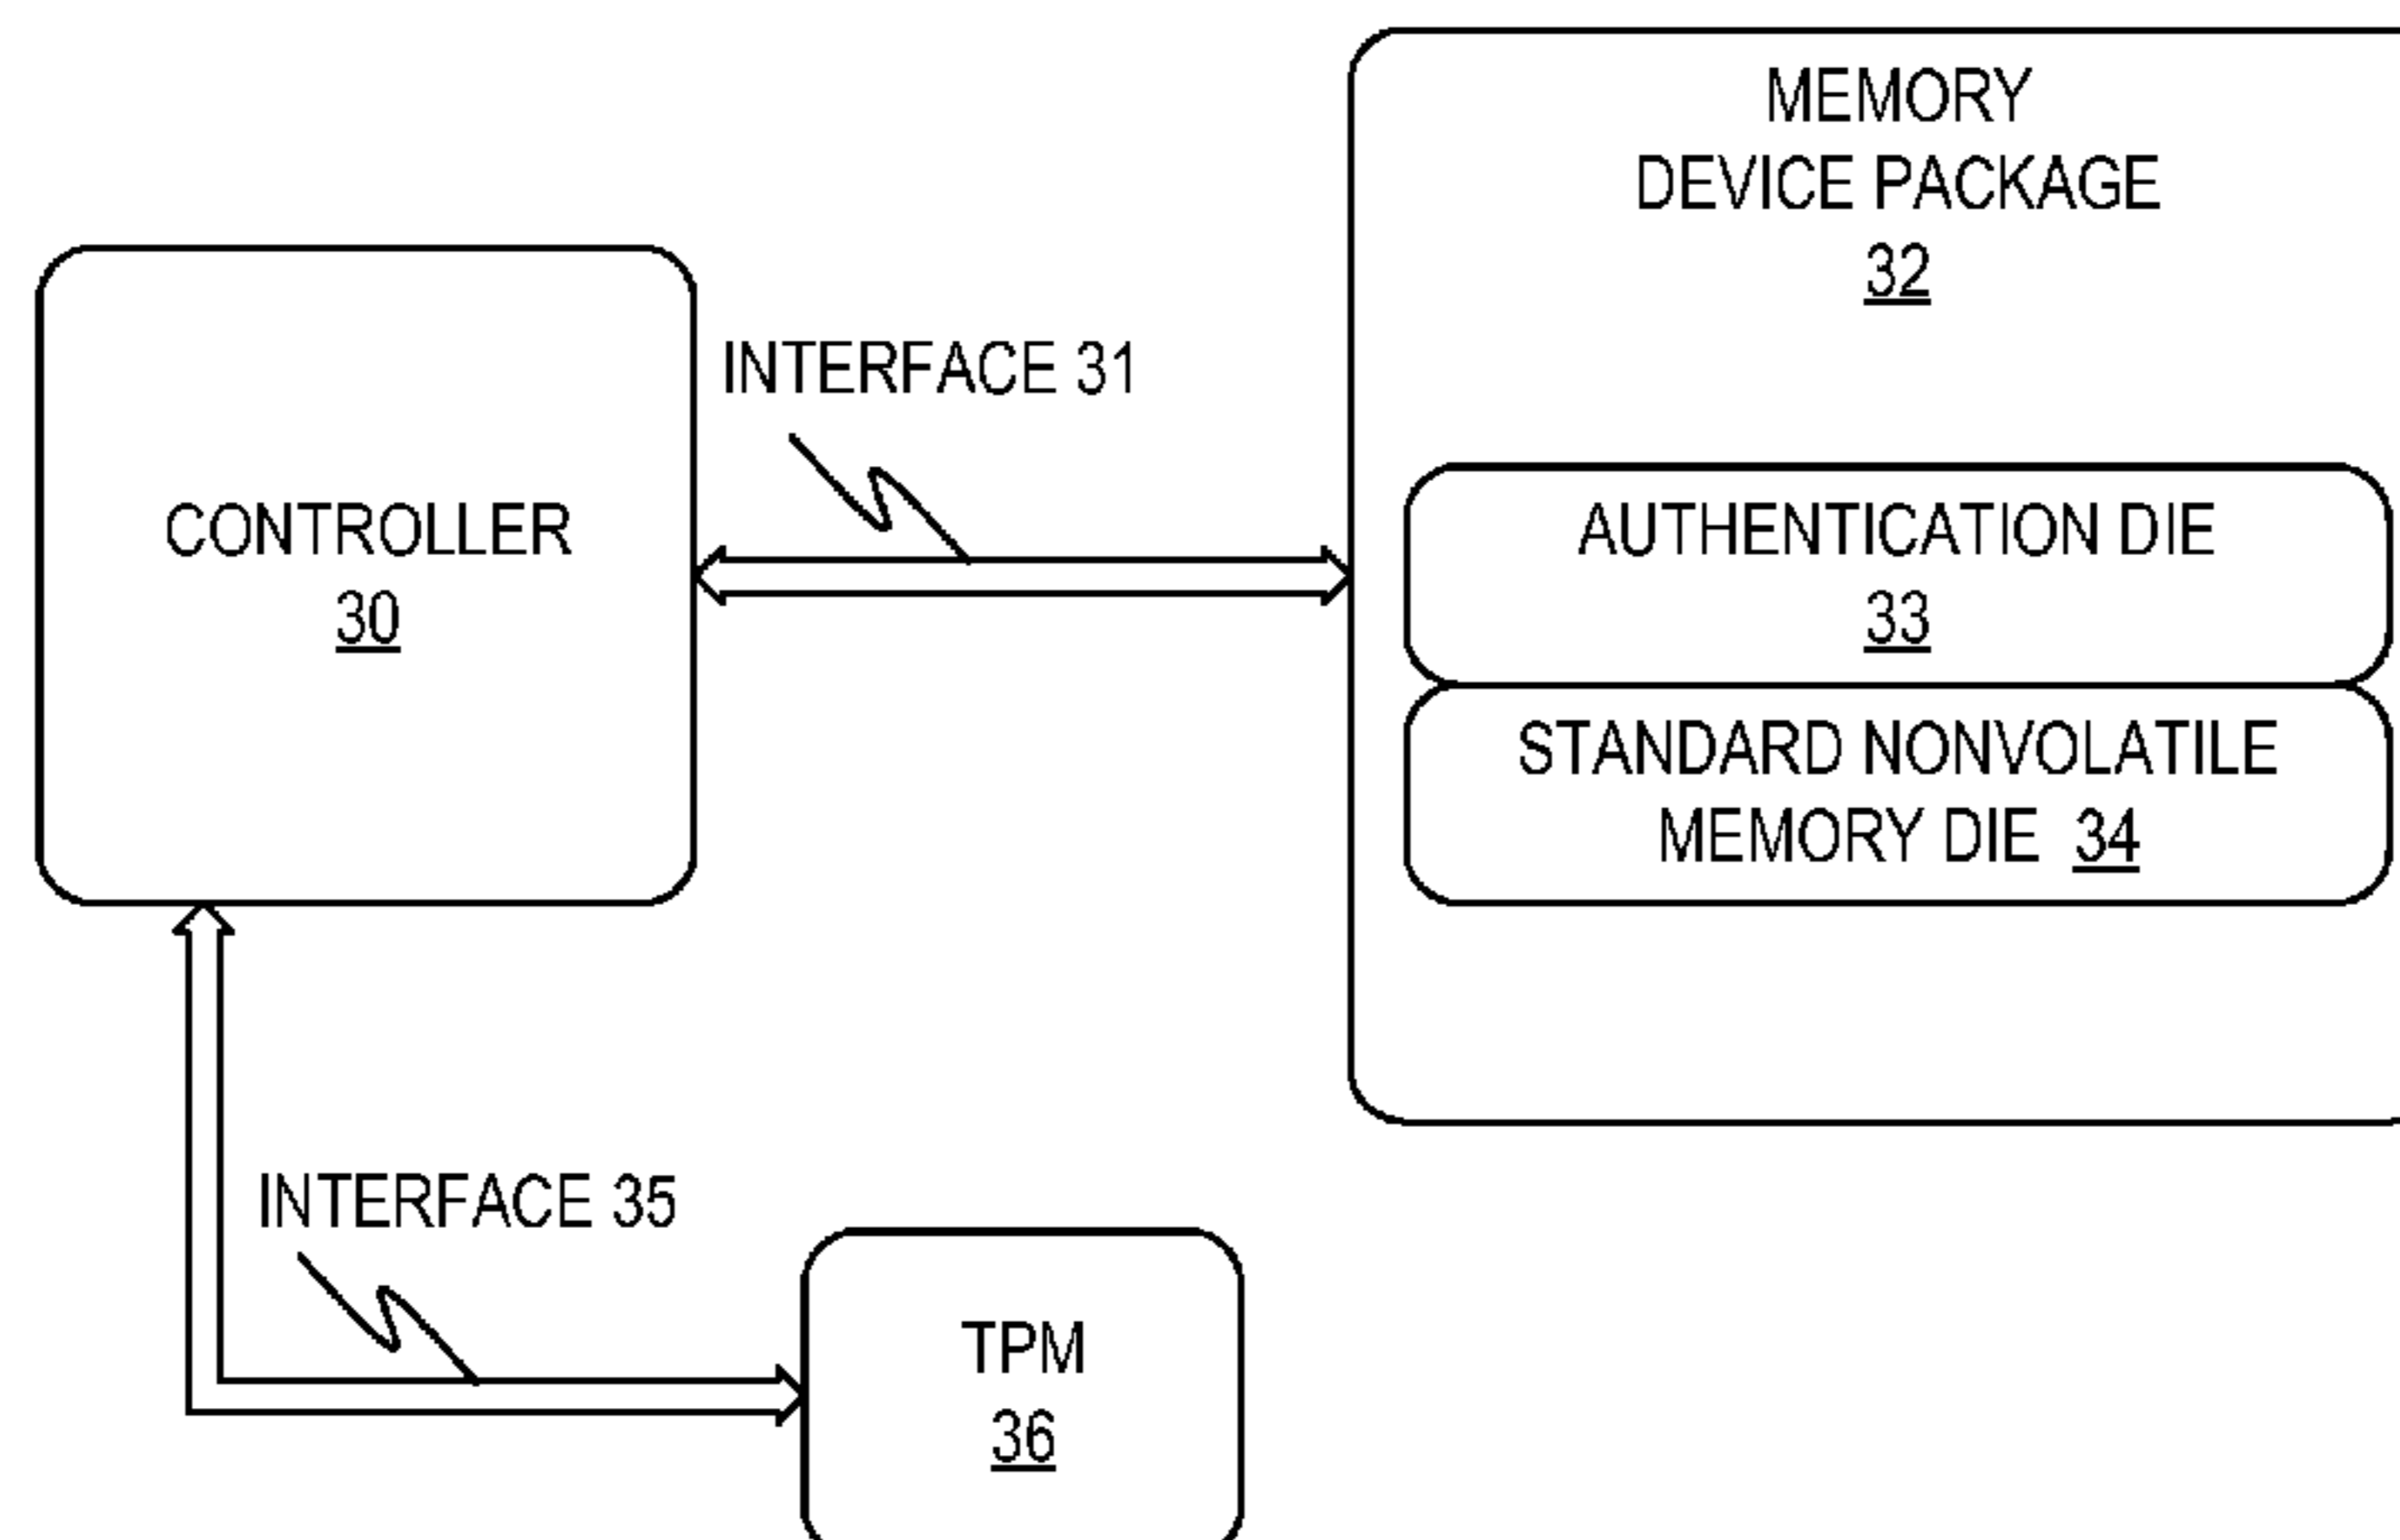 MEMORY
DEVICE PACKAGE
32
INTERFACE 31
CONTROLLER
30
AUTHENTICATION DIE
33
STANDARD NONVOLATILE
MEMORY DIE 34
INTERFACE 35
TPM
36